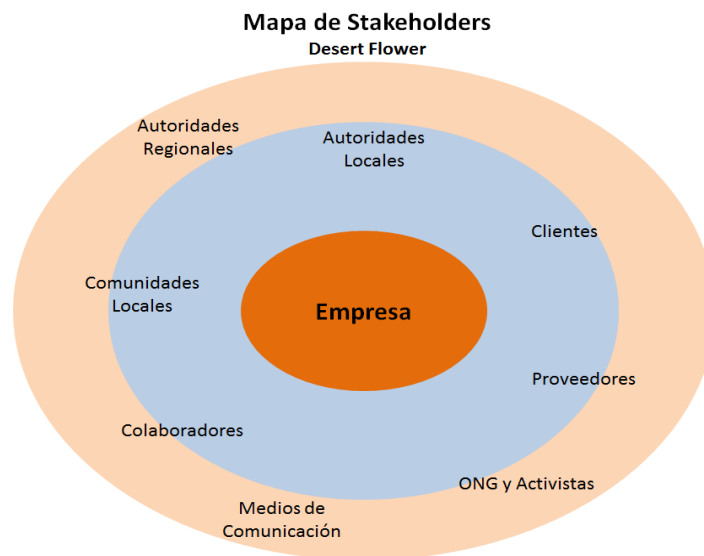 Mapa de Stakeholders
Desert Flower
Autoridades
Regionales
Autoridades
Locales
Clientes
Comunidades
Locales
Empresa
Proveedores
Colaboradores
ONG y Activistas
Medios de
Comunicación